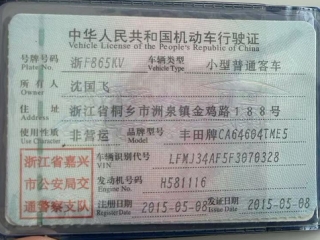 中华人民共和国机动车行驶证
Vehicle License of the People's Republic of China
号牌号码 浙F865KV 车辆类型 小型普通客车
Plate No. Vehicle Type
所有人 沈国飞
Owner
住址 浙江省桐乡市洲泉镇金鸡路188号
Address
使用性质 非营运 品牌型号 丰田牌CA64604TME5
Use Character
浙江省嘉兴市公安局交通警察支队
车辆识别代号 LFMJ34AF5F3070328
VIN
发动机号码 H581116
Engine No.
注册日期 2015-05-08 发证日期 2015-05-08
Register Date Issue Date